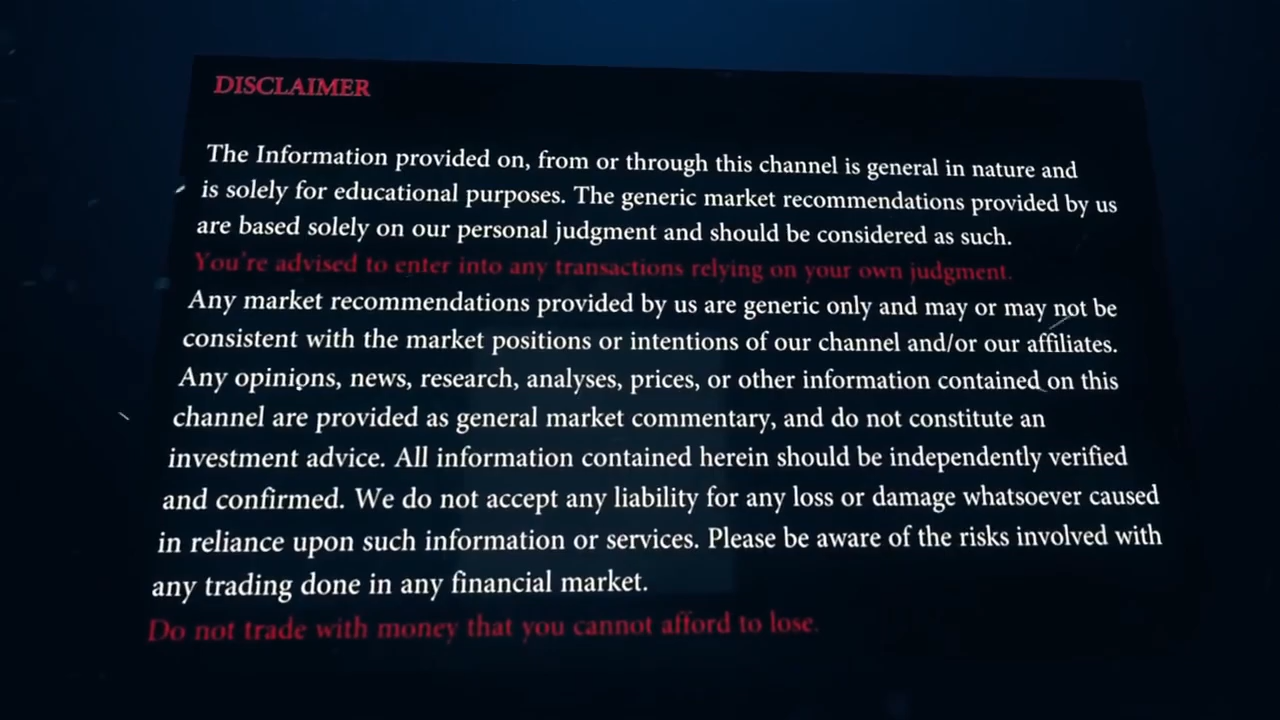 DISCLAIMER
The Information provided on, from or through this channel is general in nature and
is solely for educational purposes. The generic market recommendations provided by us
are based solely on our personal judgment and should be considered as such.
You're advised to enter into any transactions relying on your own judgment.
Any market recommendations provided by us are generic only and may or may not be
consistent with the market positions or intentions of our channel and/or our affiliates.
Any opinions, news, research, analyses, prices, or other information contained on this
channel are provided as general market commentary, and do not constitute an
investment advice. All information contained herein should be independently verified
and confirmed. We do not accept any liability for any loss or damage whatsoever caused
in reliance upon such information or services. Please be aware of the risks involved with
any trading done in any financial market.
Do not trade with money that you cannot afford to lose.